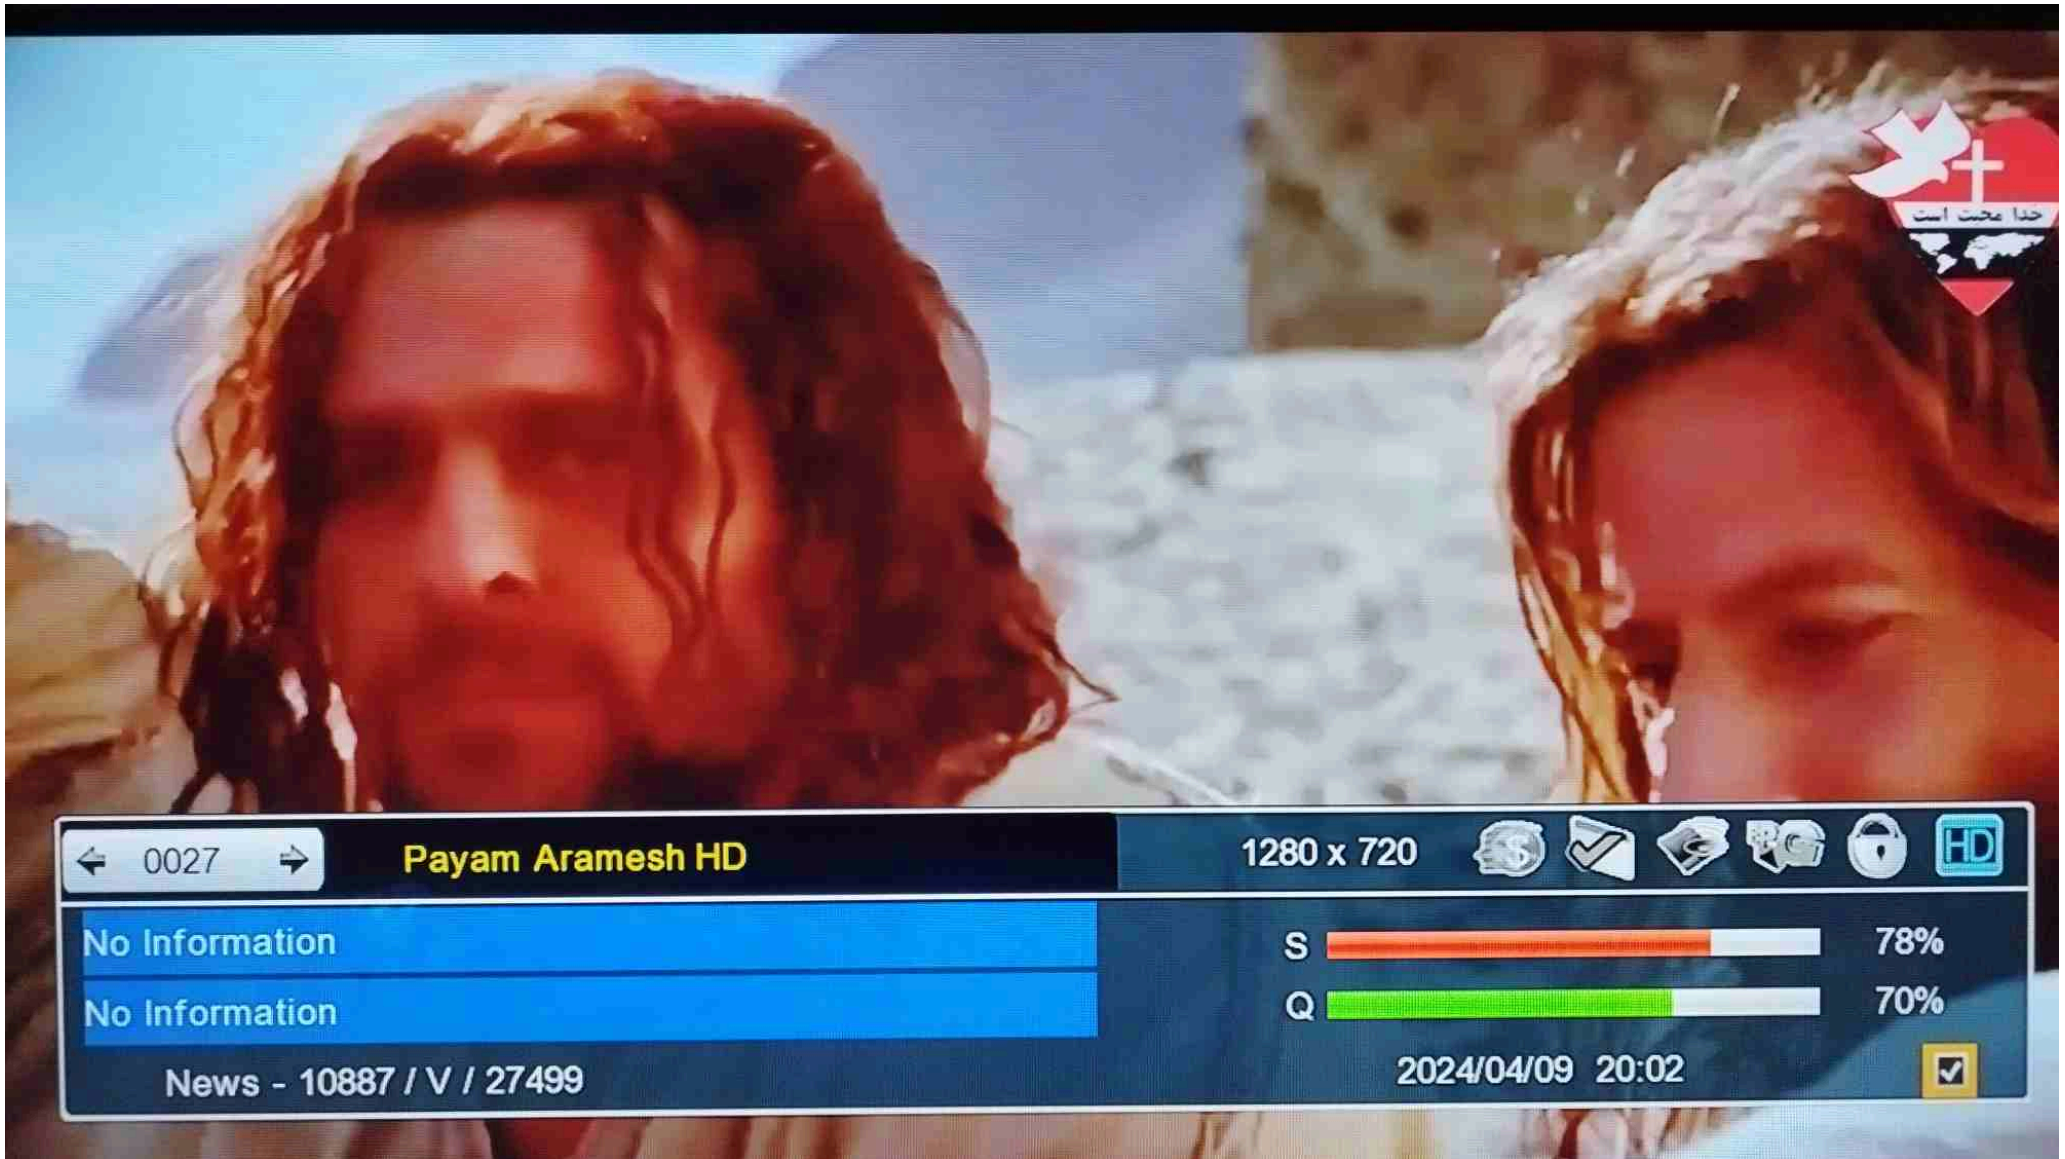 خدا محبت است
0027
Payam Aramesh HD
1280 x 720
HD
No Information
S 78%
No Information
Q 70%
News - 10887 / V / 27499
2024/04/09 20:02